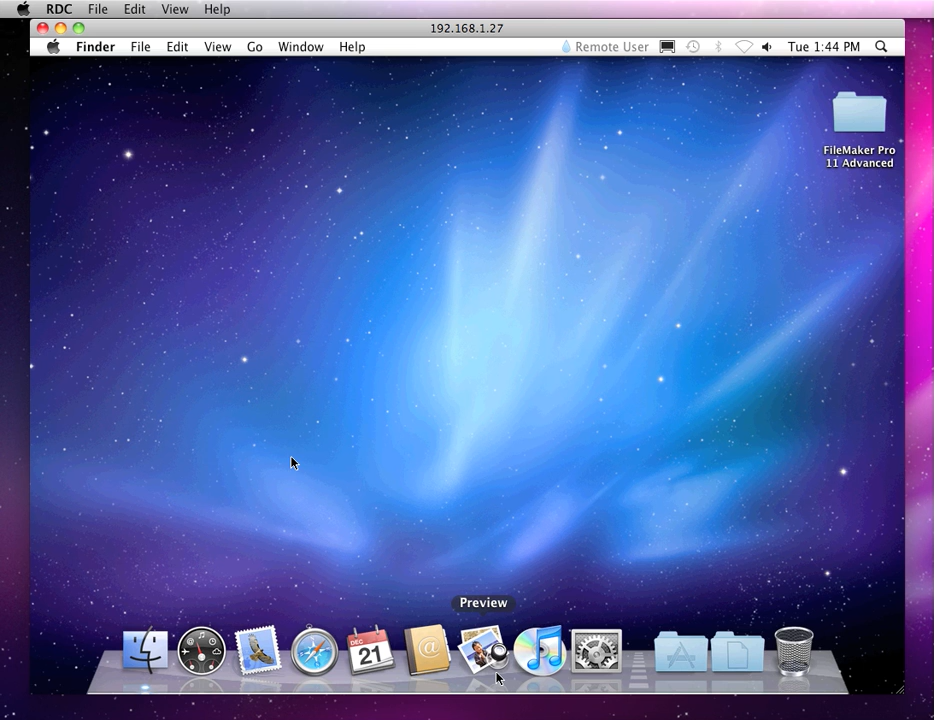 RDC File Edit View Help
192.168.1.27
Finder File Edit View Go Window Help Remote User Tue 1:44 PM
FileMaker Pro
11 Advanced
Preview
DEC
21
@